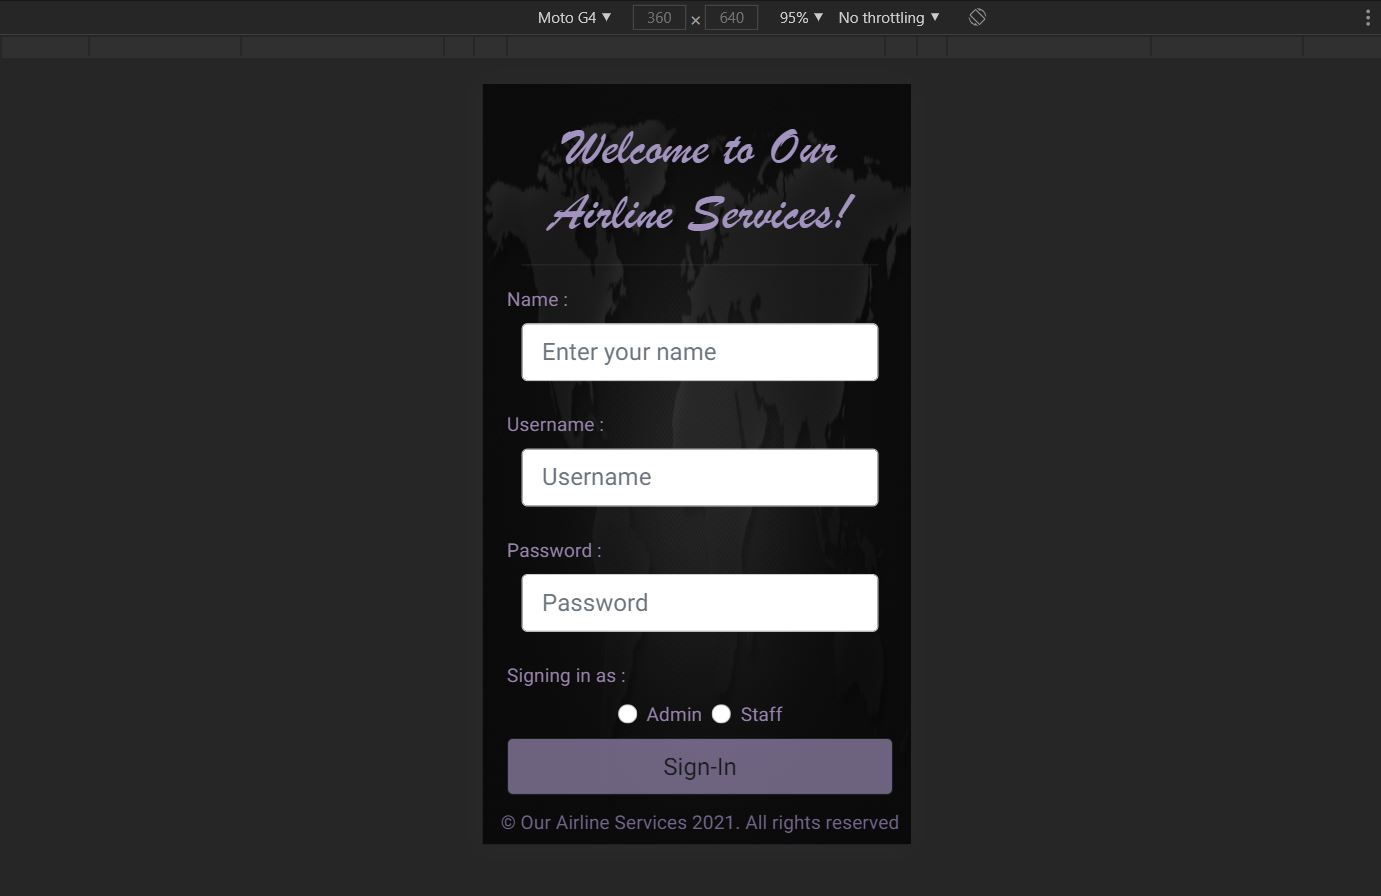 Moto G4 ▼ 360 × 640 95% ▼ No throttling ▼
Welcome to Our
Airline Services!
Name :
Enter your name
Username :
Username
Password :
Password
Signing in as :
Admin Staff
Sign-In
© Our Airline Services 2021. All rights reserved